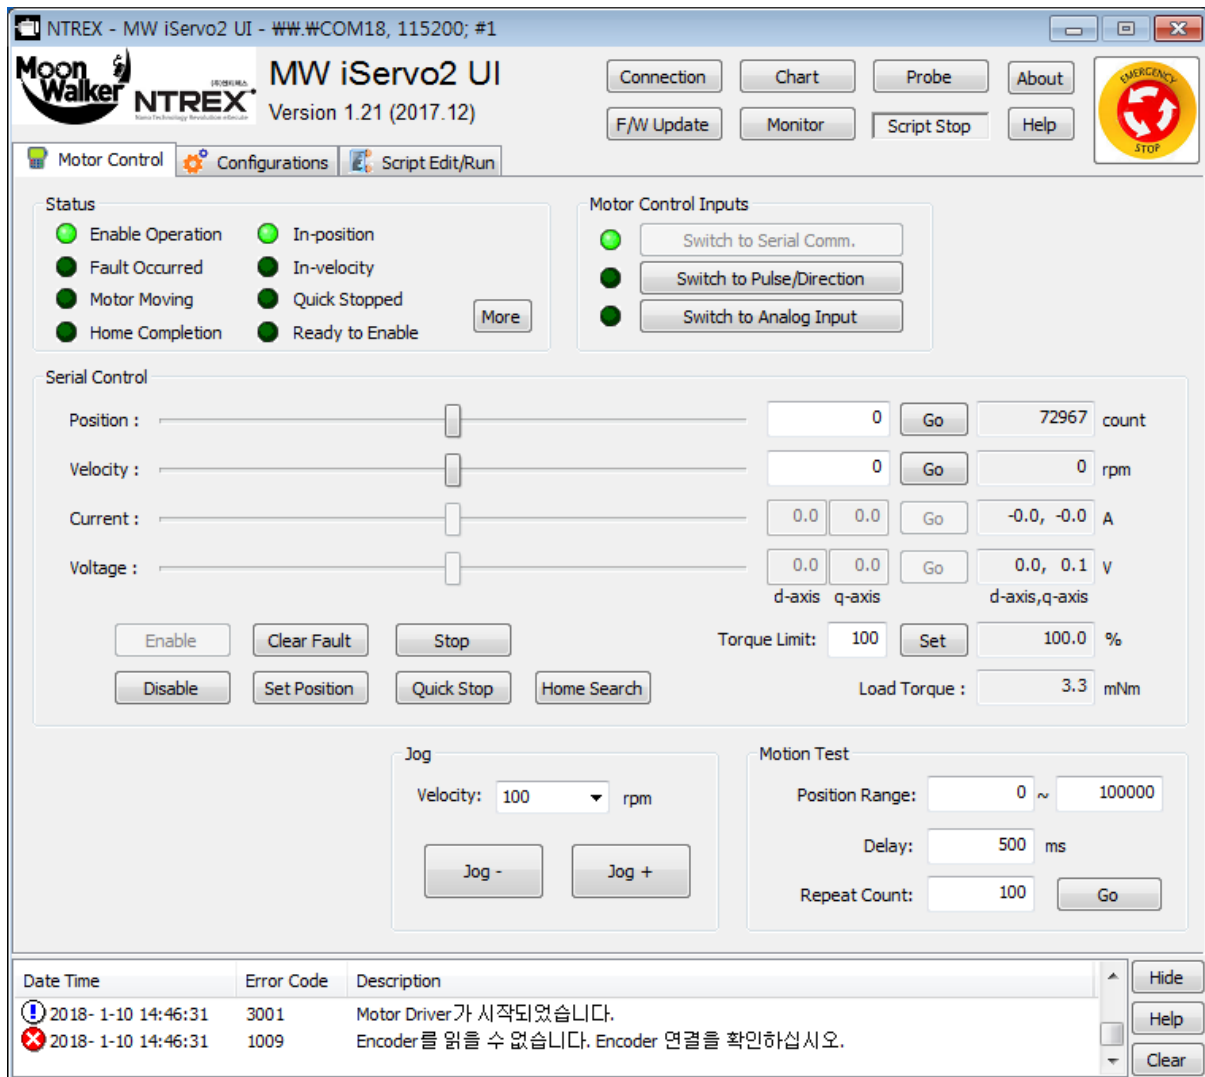 NTREX - MW iServo2 UI - ₩₩.₩COM18, 115200; #1
Moon Walker NTREX
(주)엔티렉스
MW iServo2 UI
Version 1.21 (2017.12)
Connection Chart Probe About
F/W Update Monitor Script Stop Help
EMERGENCY STOP
Motor Control Configurations Script Edit/Run
Status
Enable Operation In-position
Fault Occurred In-velocity
Motor Moving Quick Stopped
Home Completion Ready to Enable
More
Motor Control Inputs
Switch to Serial Comm.
Switch to Pulse/Direction
Switch to Analog Input
Serial Control
Position : 0 Go 72967 count
Velocity : 0 Go 0 rpm
Current : 0.0 0.0 Go -0.0, -0.0 A
Voltage : 0.0 0.0 Go 0.0, 0.1 V
d-axis q-axis d-axis,q-axis
Enable Clear Fault Stop Torque Limit: 100 Set 100.0 %
Disable Set Position Quick Stop Home Search Load Torque : 3.3 mNm
Jog
Velocity: 100 rpm
Jog - Jog +
Motion Test
Position Range: 0 ~ 100000
Delay: 500 ms
Repeat Count: 100 Go
Date Time Error Code Description
2018- 1-10 14:46:31 3001 Motor Driver가 시작되었습니다.
2018- 1-10 14:46:31 1009 Encoder를 읽을 수 없습니다. Encoder 연결을 확인하십시오.
Hide
Help
Clear